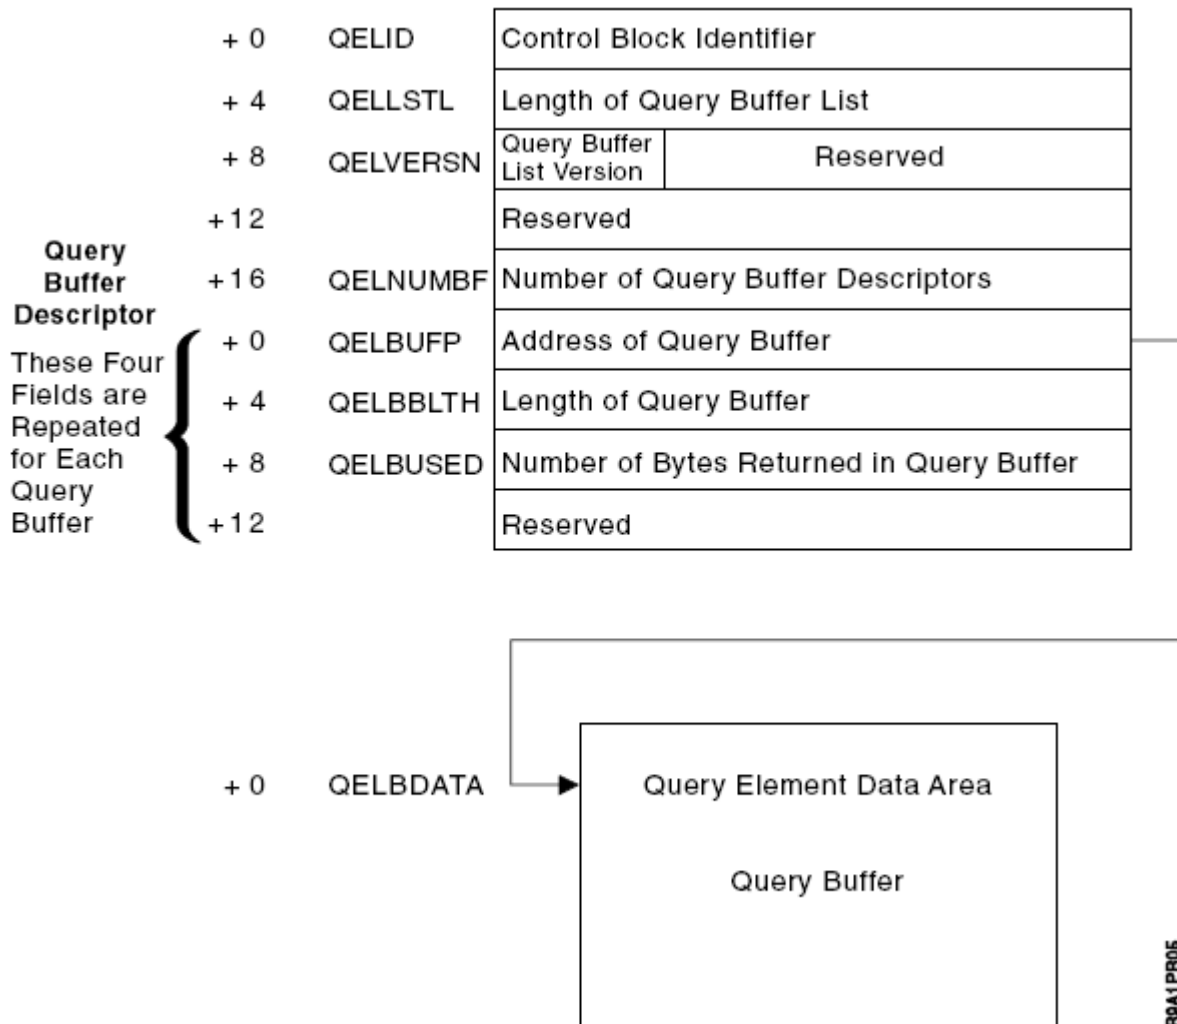 + 0 QELID Control Block Identifier
+ 4 QELLSTL Length of Query Buffer List
+ 8 QELVERSN Query Buffer
List Version
Reserved
+12 Reserved
+16 QELNUMBF Number of Query Buffer Descriptors
Query
Buffer
Descriptor
+ 0 QELBUFP Address of Query Buffer
+ 4 QELBBLTH Length of Query Buffer
+ 8 QELBUSED Number of Bytes Returned in Query Buffer
+12 Reserved
These Four
Fields are
Repeated
for Each
Query
Buffer
+ 0 QELBDATA Query Element Data Area
Query Buffer